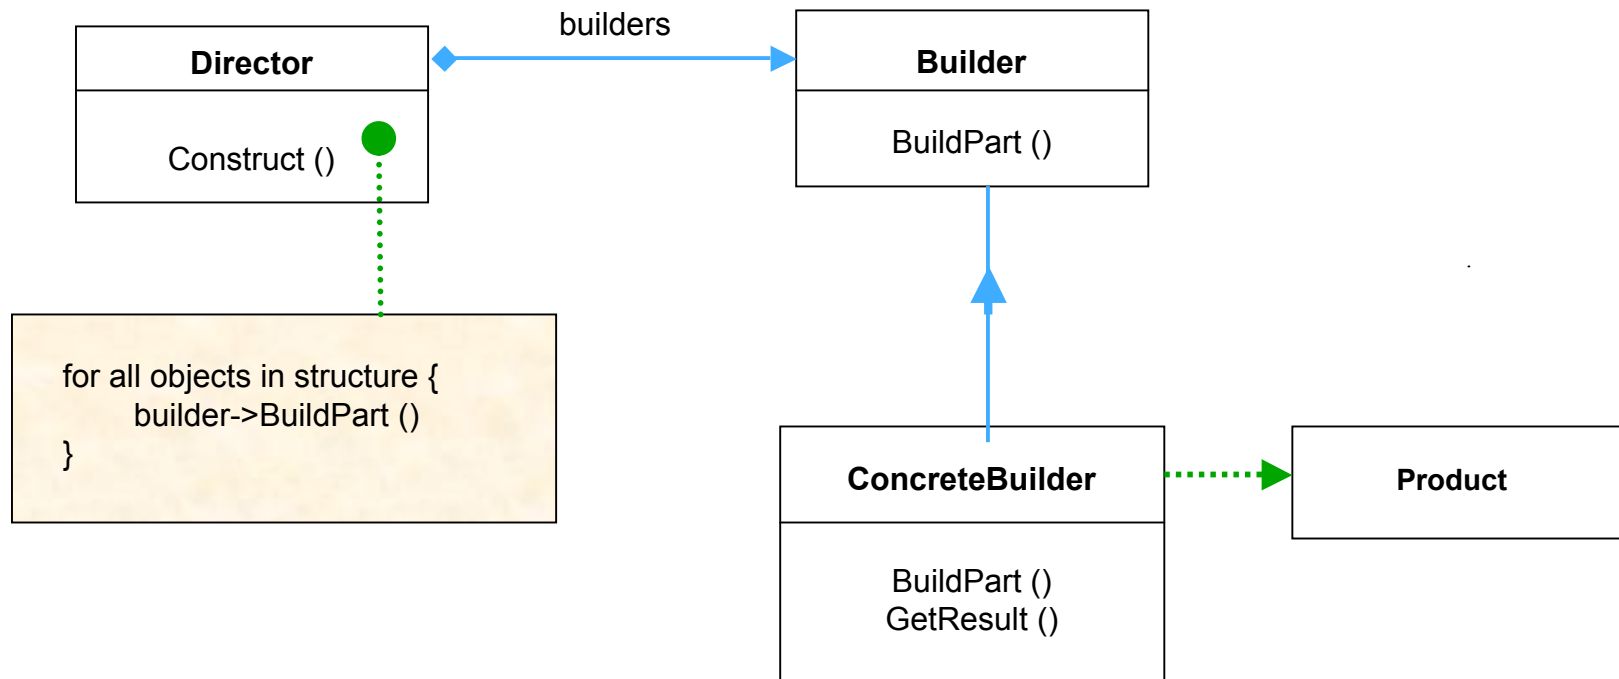 builders
Director
Construct ()
Builder
BuildPart ()
for all objects in structure {
builder->BuildPart ()
}
ConcreteBuilder
BuildPart ()
GetResult ()
Product